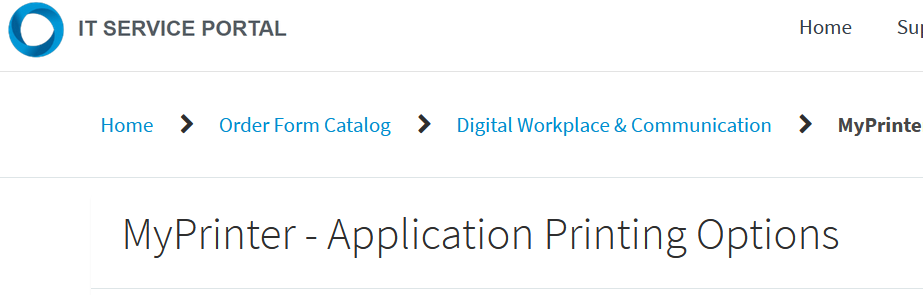 IT SERVICE PORTAL
Home
Home Order Form Catalog Digital Workplace & Communication
MyPrinter - Application Printing Options